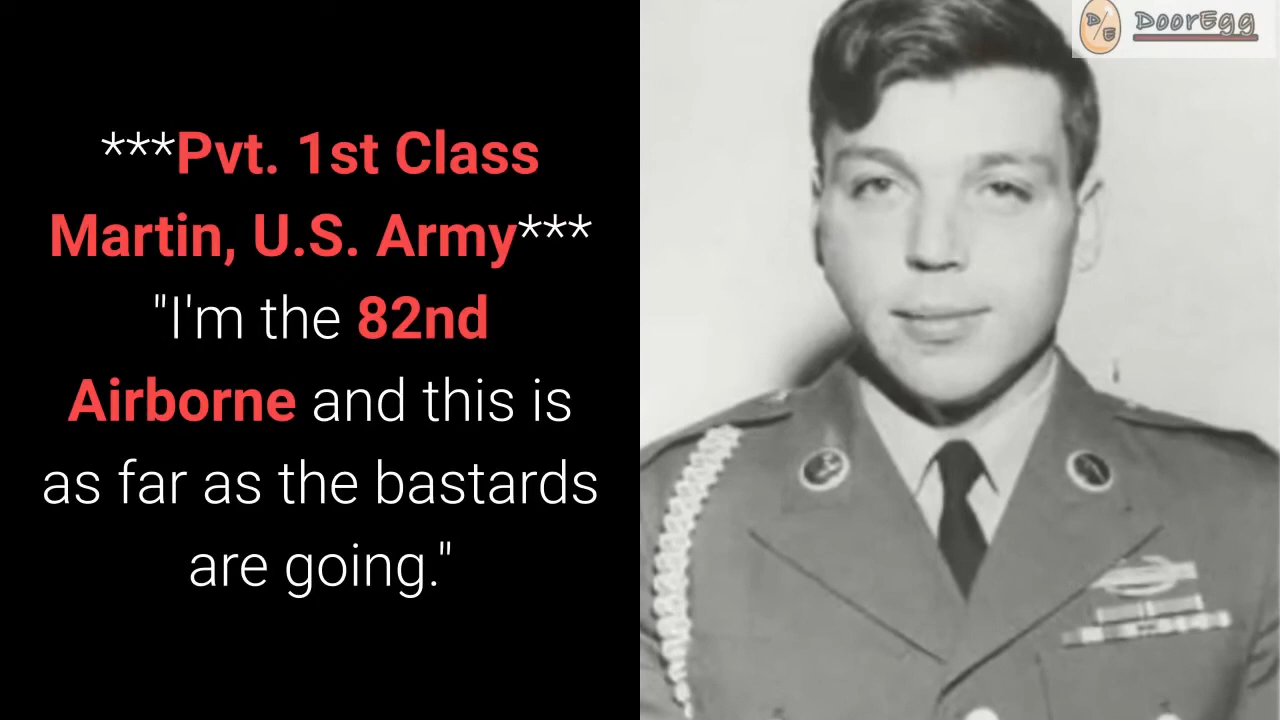 ***Pvt. 1st Class
Martin, U.S. Army***
"I'm the 82nd
Airborne and this is
as far as the bastards
are going."
D/E DoorEgg